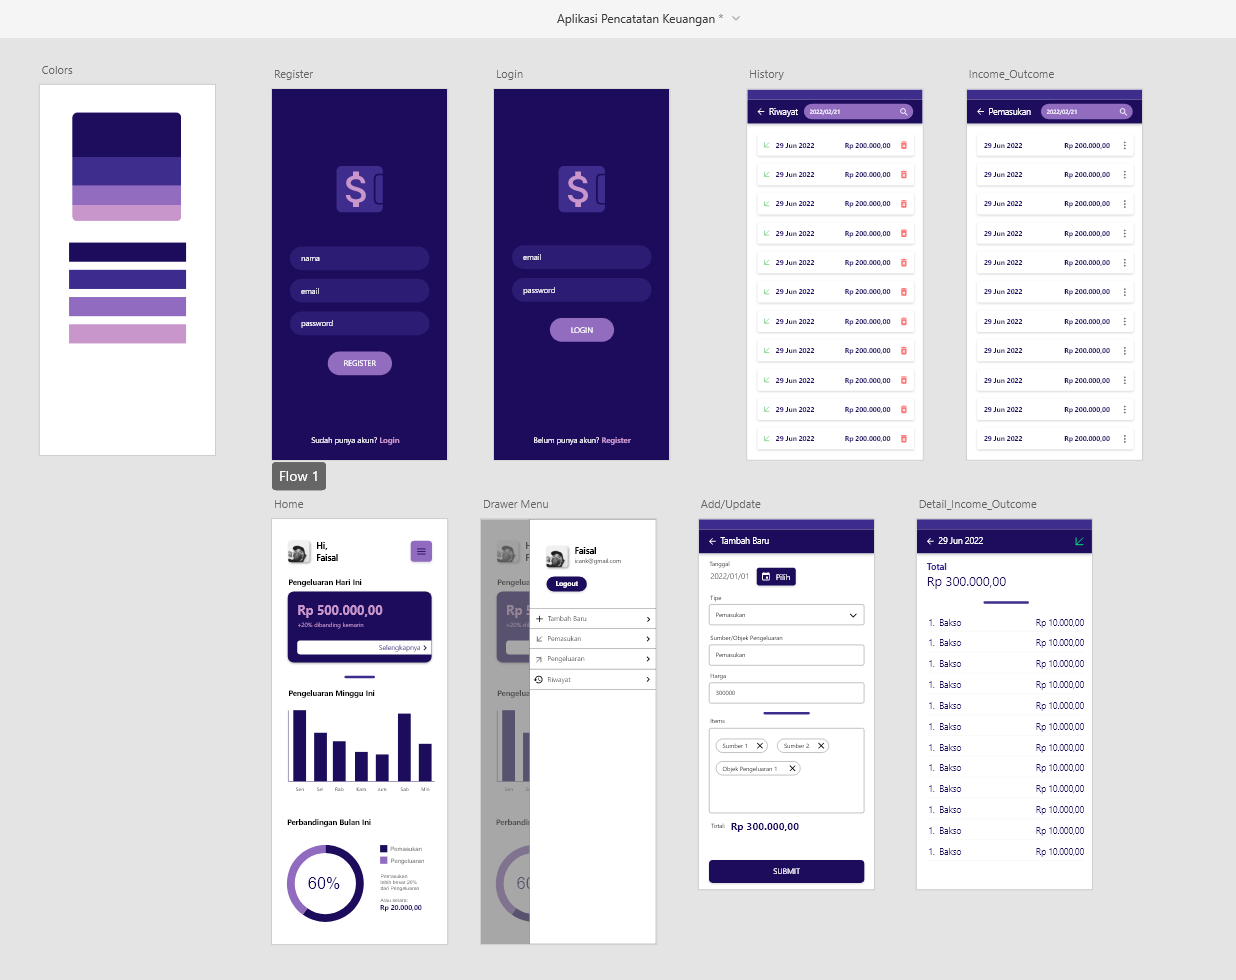 Aplikasi Pencatatan Keuangan *
Colors
Register
$
nama
email
password
REGISTER
Sudah punya akun? Login
Flow 1
Login
$
email
password
LOGIN
Belum punya akun? Register
History
Riwayat
2022/02/21
29 Jun 2022 Rp 200.000,00
29 Jun 2022 Rp 200.000,00
29 Jun 2022 Rp 200.000,00
29 Jun 2022 Rp 200.000,00
29 Jun 2022 Rp 200.000,00
29 Jun 2022 Rp 200.000,00
29 Jun 2022 Rp 200.000,00
29 Jun 2022 Rp 200.000,00
29 Jun 2022 Rp 200.000,00
29 Jun 2022 Rp 200.000,00
29 Jun 2022 Rp 200.000,00
Income_Outcome
Pemasukan
2022/02/21
29 Jun 2022 Rp 200.000,00
29 Jun 2022 Rp 200.000,00
29 Jun 2022 Rp 200.000,00
29 Jun 2022 Rp 200.000,00
29 Jun 2022 Rp 200.000,00
29 Jun 2022 Rp 200.000,00
29 Jun 2022 Rp 200.000,00
29 Jun 2022 Rp 200.000,00
29 Jun 2022 Rp 200.000,00
29 Jun 2022 Rp 200.000,00
29 Jun 2022 Rp 200.000,00
Home
Hi,
Faisal
Pengeluaran Hari Ini
Rp 500.000,00
+20% dibanding kemarin
Selengkapnya
Pengeluaran Minggu Ini
Sen Sel Rab Kam Jum Sab Min
Perbandingan Bulan Ini
60%
Pemasukan
Pengeluaran
Pemasukan
lebih besar 20%
dari Pengeluaran
Atau selara:
Rp 20.000,00
Drawer Menu
H
F
Pengelua
Rp 5
+20% dib
Pengelua
Sen S
Perbandin
60
Faisal
icank@gmail.com
Logout
Tambah Baru
Pemasukan
Pengeluaran
Riwayat
Add/Update
Tambah Baru
Tanggal
2022/01/01
Pilih
Tipe
Pemasukan
Sumber/Objek Pengeluaran
Pemasukan
Harga
300000
Items
Sumber 1
Sumber 2
Objek Pengeluaran 1
Total: Rp 300.000,00
SUBMIT
Detail_Income_Outcome
29 Jun 2022
Total
Rp 300.000,00
1. Bakso Rp 10.000,00
1. Bakso Rp 10.000,00
1. Bakso Rp 10.000,00
1. Bakso Rp 10.000,00
1. Bakso Rp 10.000,00
1. Bakso Rp 10.000,00
1. Bakso Rp 10.000,00
1. Bakso Rp 10.000,00
1. Bakso Rp 10.000,00
1. Bakso Rp 10.000,00
1. Bakso Rp 10.000,00
1. Bakso Rp 10.000,00